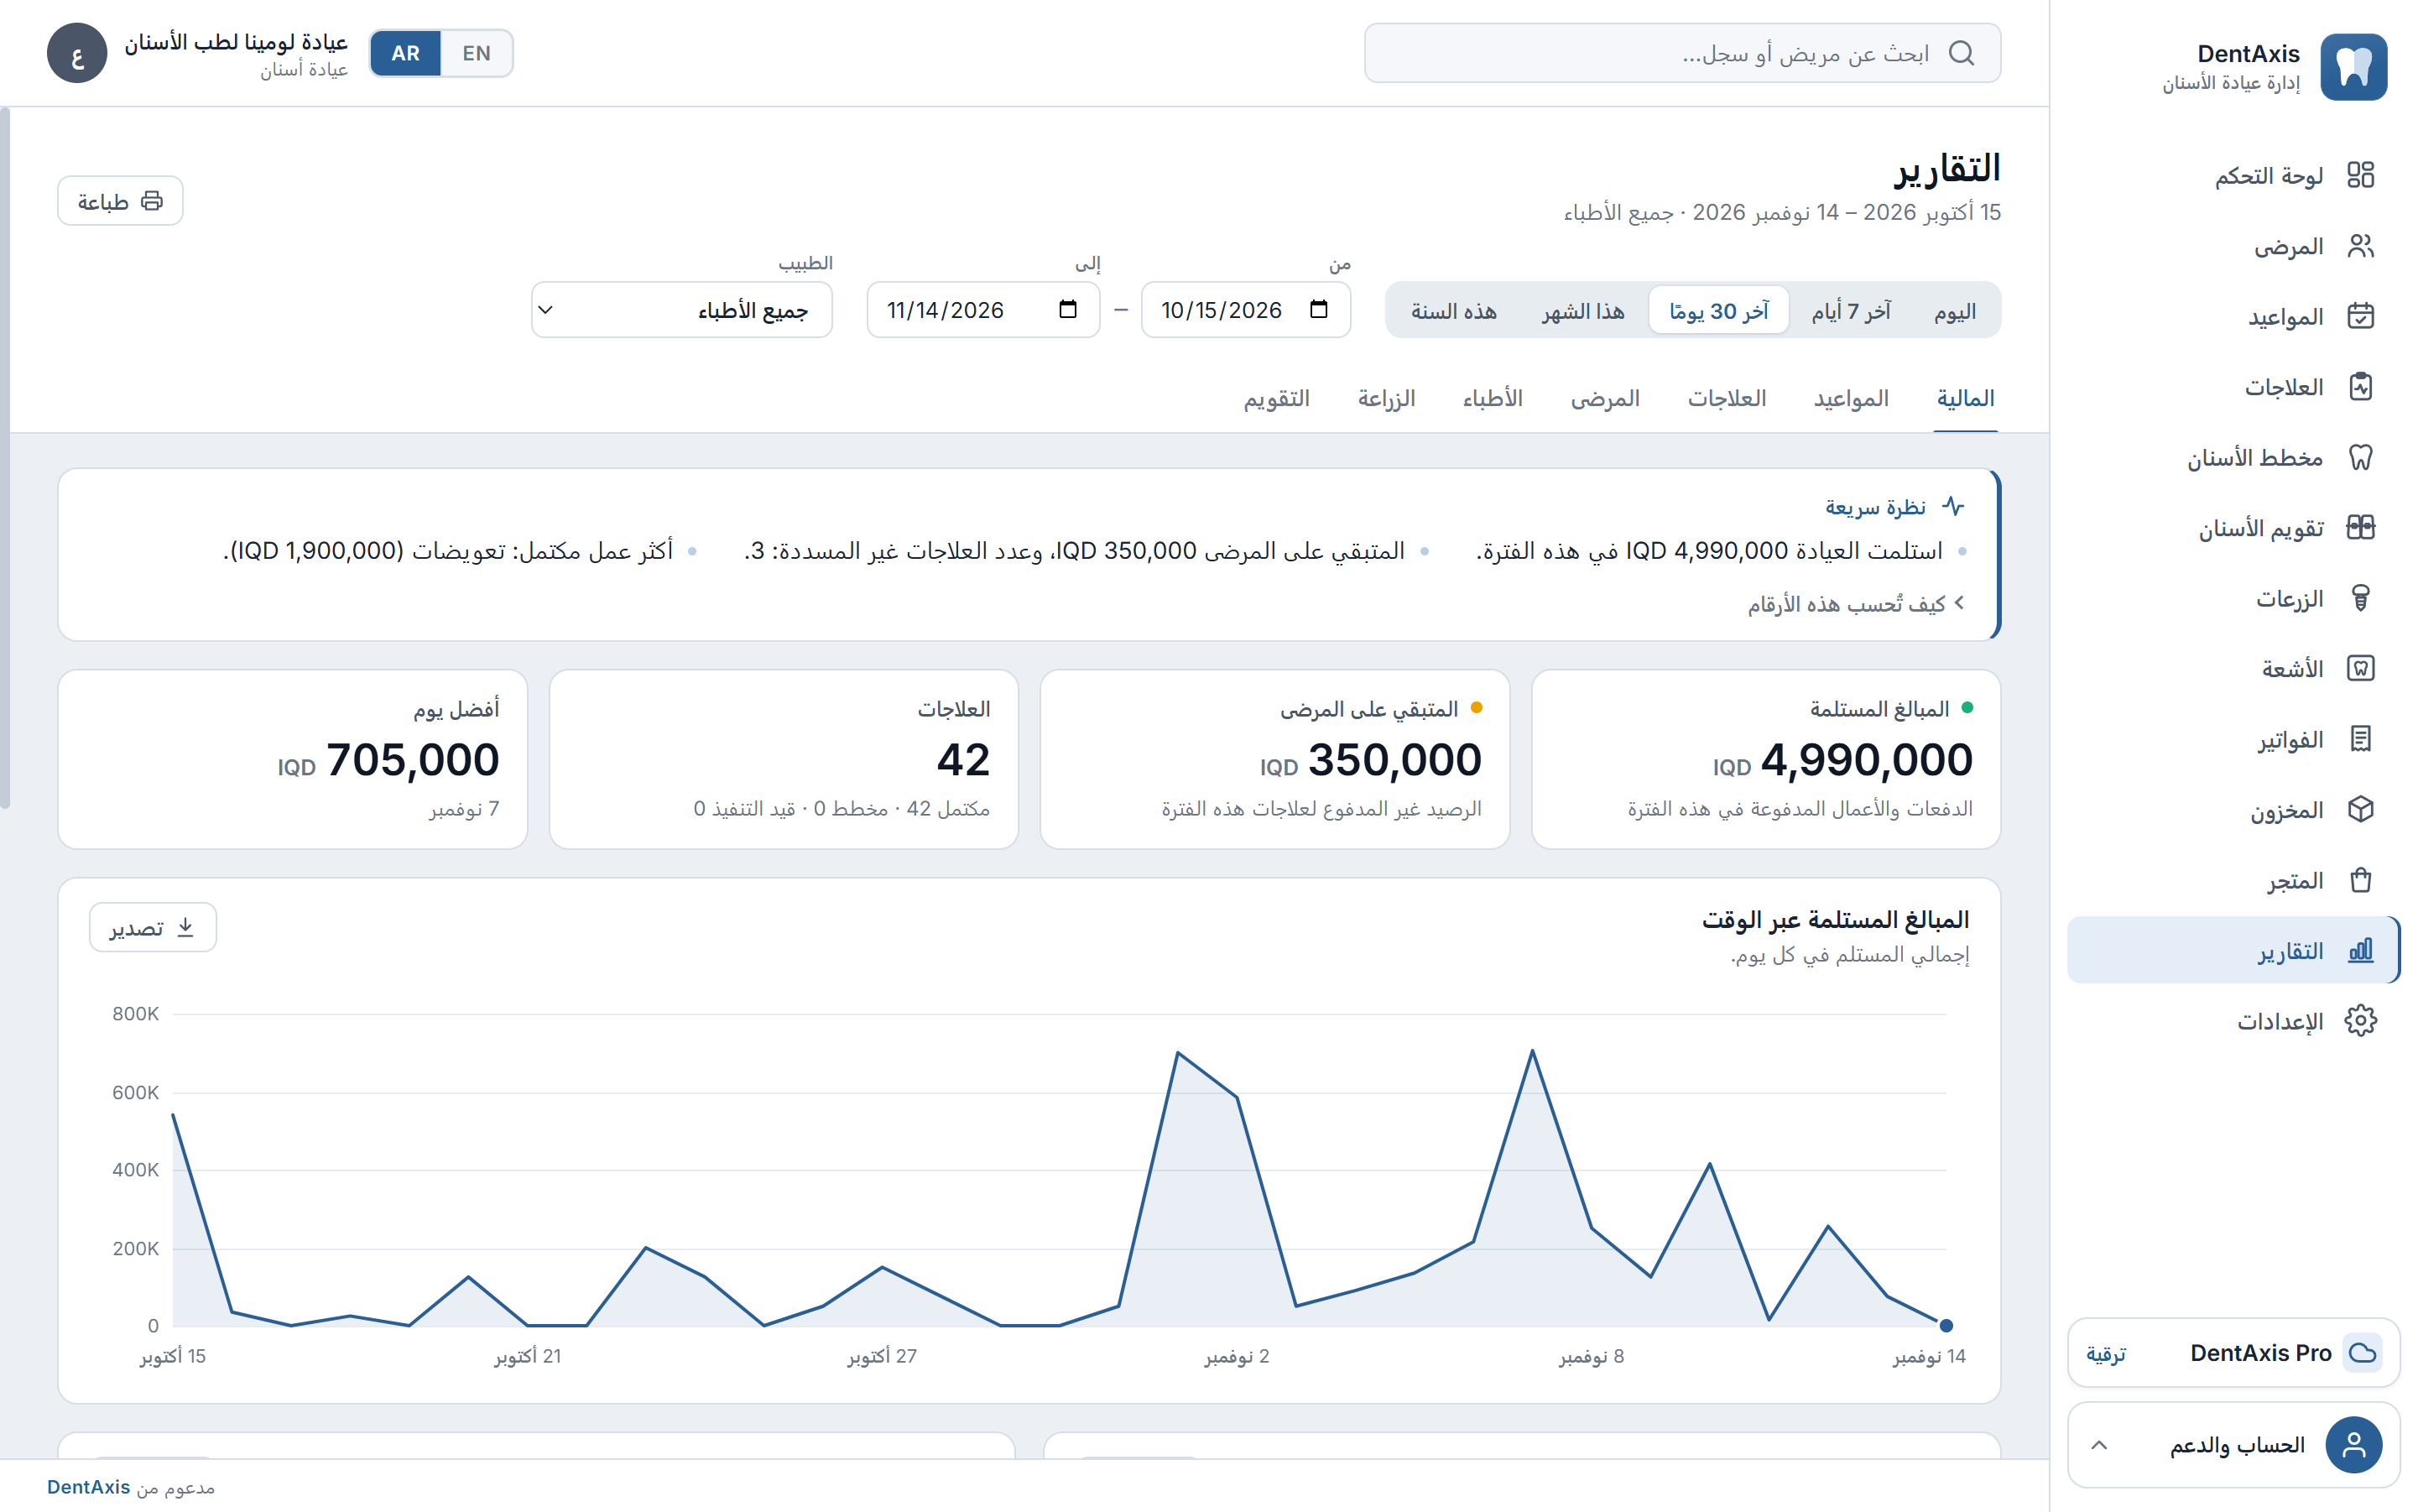 DentAxis
إدارة عيادة الأسنان
لوحة التحكم
المرضى
المواعيد
العلاجات
مخطط الأسنان
تقويم الأسنان
الزرعات
الأشعة
الفواتير
المخزون
المتجر
التقارير
الإعدادات
DentAxis Pro ترقية
الحساب والدعم
ابحث عن مريض أو سجل...
EN AR
عيادة لومينا لطب الأسنان
عيادة أسنان
ع
التقارير
15 أكتوبر 2026 – 14 نوفمبر 2026 · جميع الأطباء
طباعة
اليوم آخر 7 أيام آخر 30 يومًا هذا الشهر هذه السنة
من
10/15/2026
–
إلى
11/14/2026
الطبيب
جميع الأطباء
المالية المواعيد العلاجات المرضى الأطباء الزراعة التقويم
نظرة سريعة
استلمت العيادة IQD 4,990,000 في هذه الفترة.
المتبقي على المرضى IQD 350,000، وعدد العلاجات غير المسددة: 3.
أكثر عمل مكتمل: تعويضات (IQD 1,900,000).
كيف تُحسب هذه الأرقام
المبالغ المستلمة
4,990,000 IQD
الدفعات والأعمال المدفوعة في هذه الفترة
المتبقي على المرضى
350,000 IQD
الرصيد غير المدفوع لعلاجات هذه الفترة
العلاجات
42
مكتمل 42 · مخطط 0 · قيد التنفيذ 0
أفضل يوم
705,000 IQD
7 نوفمبر
المبالغ المستلمة عبر الوقت
إجمالي المستلم في كل يوم.
تصدير
800K
600K
400K
200K
0
15 أكتوبر 21 أكتوبر 27 أكتوبر 2 نوفمبر 8 نوفمبر 14 نوفمبر
مدعوم من DentAxis